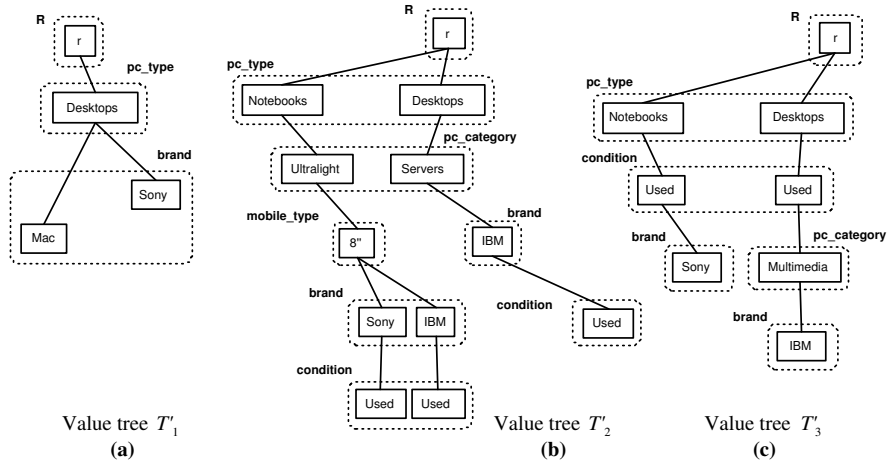 R
r
pc_type
Desktops
brand
Sony
Mac
Value tree T′1
(a)
R
r
pc_type
Notebooks
Desktops
pc_category
Ultralight
Servers
mobile_type
brand
8"
IBM
brand
condition
Sony
IBM
Used
condition
Used
Used
Value tree T′2
(b)
R
r
pc_type
Notebooks
Desktops
condition
Used
Used
brand
pc_category
Sony
Multimedia
brand
IBM
Value tree T′3
(c)